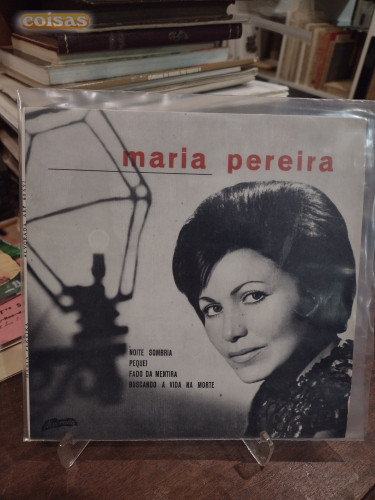 coisas
maria pereira
NOITE SOMBRIA
PEQUEI
FADO DA MENTIRA
BUSCANDO A VIDA NA MORTE